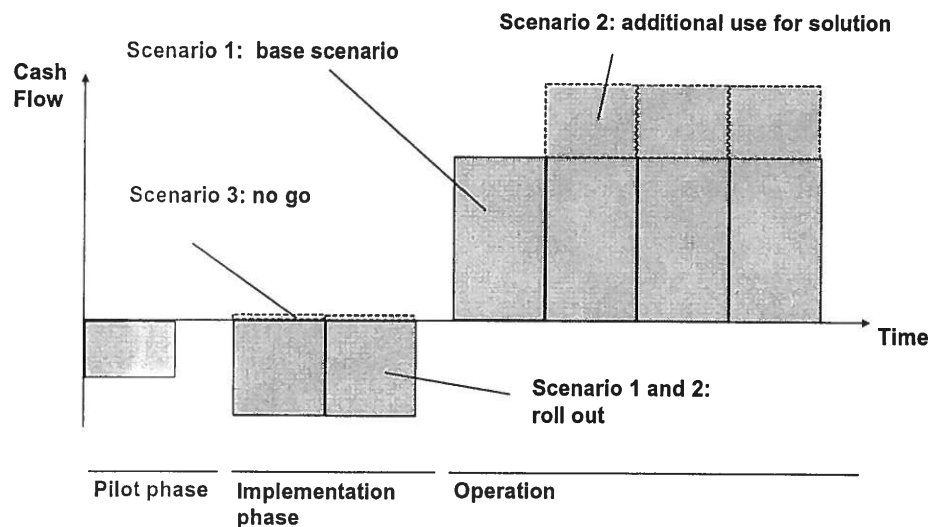 Scenario 2: additional use for solution
Scenario 1: base scenario
Cash
Flow
Scenario 3: no go
Time
Scenario 1 and 2:
roll out
Pilot phase
Implementation
phase
Operation